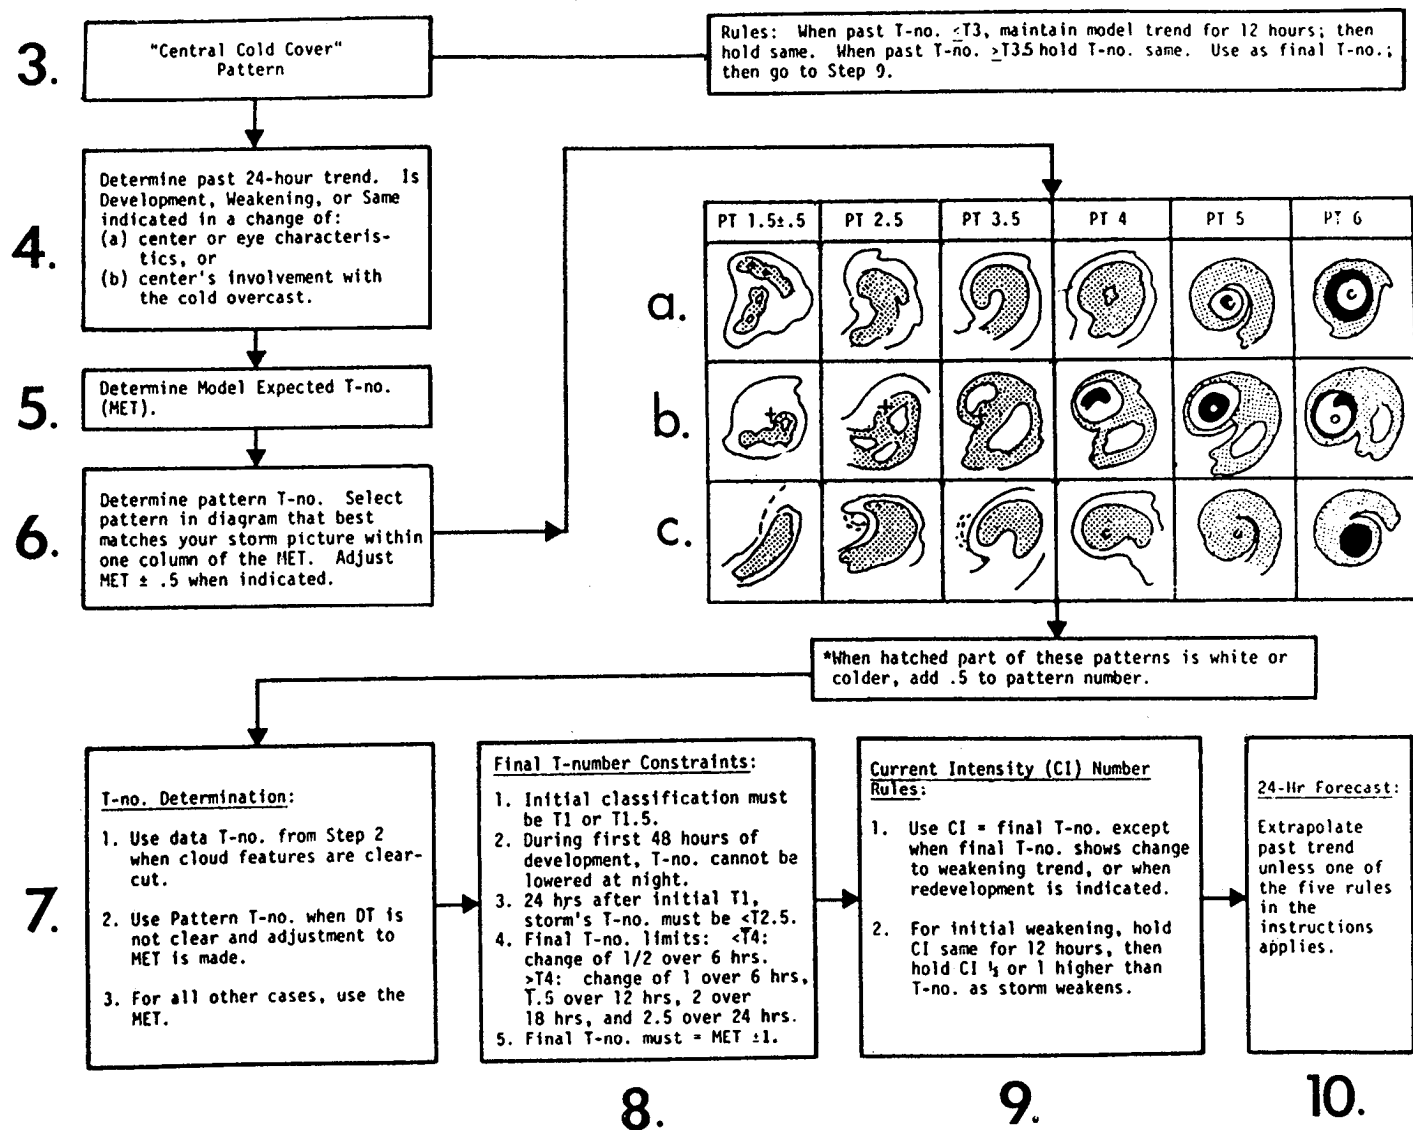 3.
"Central Cold Cover"
Pattern
Rules: When past T-no. ≤T3, maintain model trend for 12 hours; then
hold same. When past T-no. ≥T3.5 hold T-no. same. Use as final T-no.;
then go to Step 9.
4.
Determine past 24-hour trend. Is
Development, Weakening, or Same
indicated in a change of:
(a) center or eye characteris-
tics, or
(b) center's involvement with
the cold overcast.
5.
Determine Model Expected T-no.
(MET).
6.
Determine pattern T-no. Select
pattern in diagram that best
matches your storm picture within
one column of the MET. Adjust
MET ± .5 when indicated.
PT 1.5±.5 PT 2.5 PT 3.5 PT 4 PT 5 PT 6
a.
b.
c.
*When hatched part of these patterns is white or
colder, add .5 to pattern number.
7.
T-no. Determination:
1. Use data T-no. from Step 2
when cloud features are clear-
cut.
2. Use Pattern T-no. when DT is
not clear and adjustment to
MET is made.
3. For all other cases, use the
MET.
Final T-number Constraints:
1. Initial classification must
be T1 or T1.5.
2. During first 48 hours of
development, T-no. cannot be
lowered at night.
3. 24 hrs after initial T1,
storm's T-no. must be <T2.5.
4. Final T-no. limits: <T4:
change of 1/2 over 6 hrs.
>T4: change of 1 over 6 hrs,
1.5 over 12 hrs, 2 over
18 hrs, and 2.5 over 24 hrs.
5. Final T-no. must = MET ±1.
8.
Current Intensity (CI) Number
Rules:
1. Use CI = final T-no. except
when final T-no. shows change
to weakening trend, or when
redevelopment is indicated.
2. For initial weakening, hold
CI same for 12 hours, then
hold CI ½ or 1 higher than
T-no. as storm weakens.
9.
24-Hr Forecast:
Extrapolate
past trend
unless one of
the five rules
in the
instructions
applies.
10.